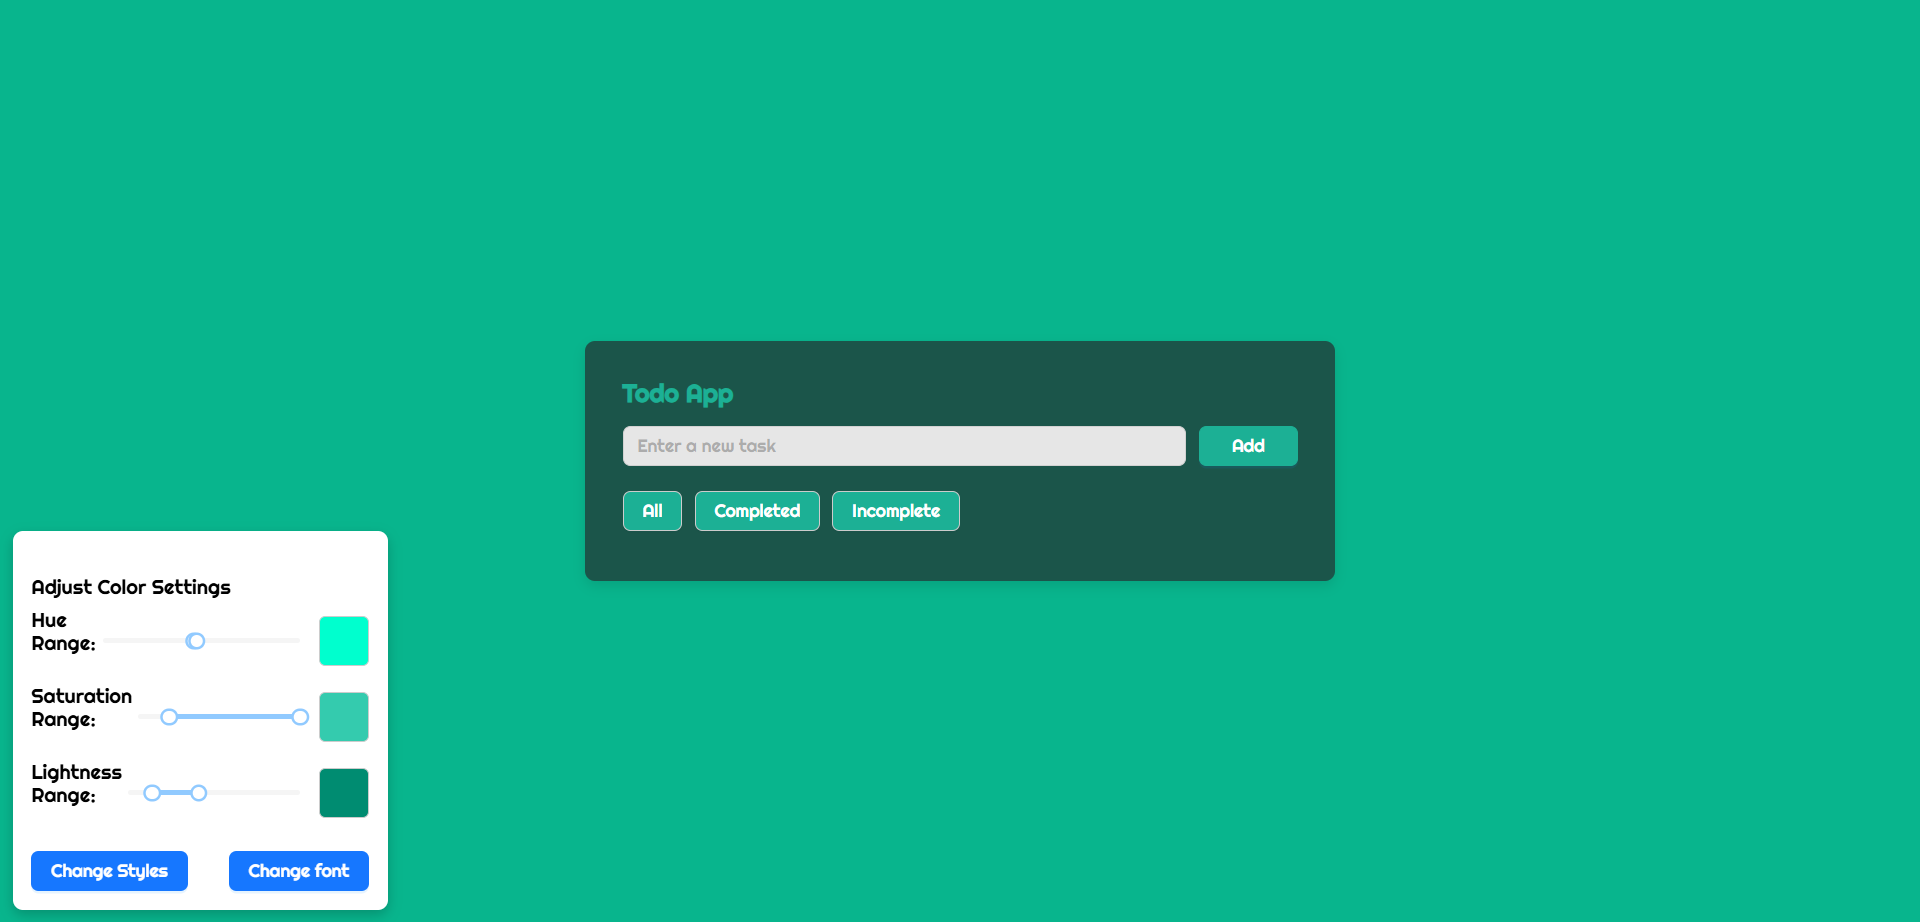 Todo App
Enter a new task
Add
All
Completed
Incomplete
Adjust Color Settings
Hue
Range:
Saturation
Range:
Lightness
Range:
Change Styles
Change font